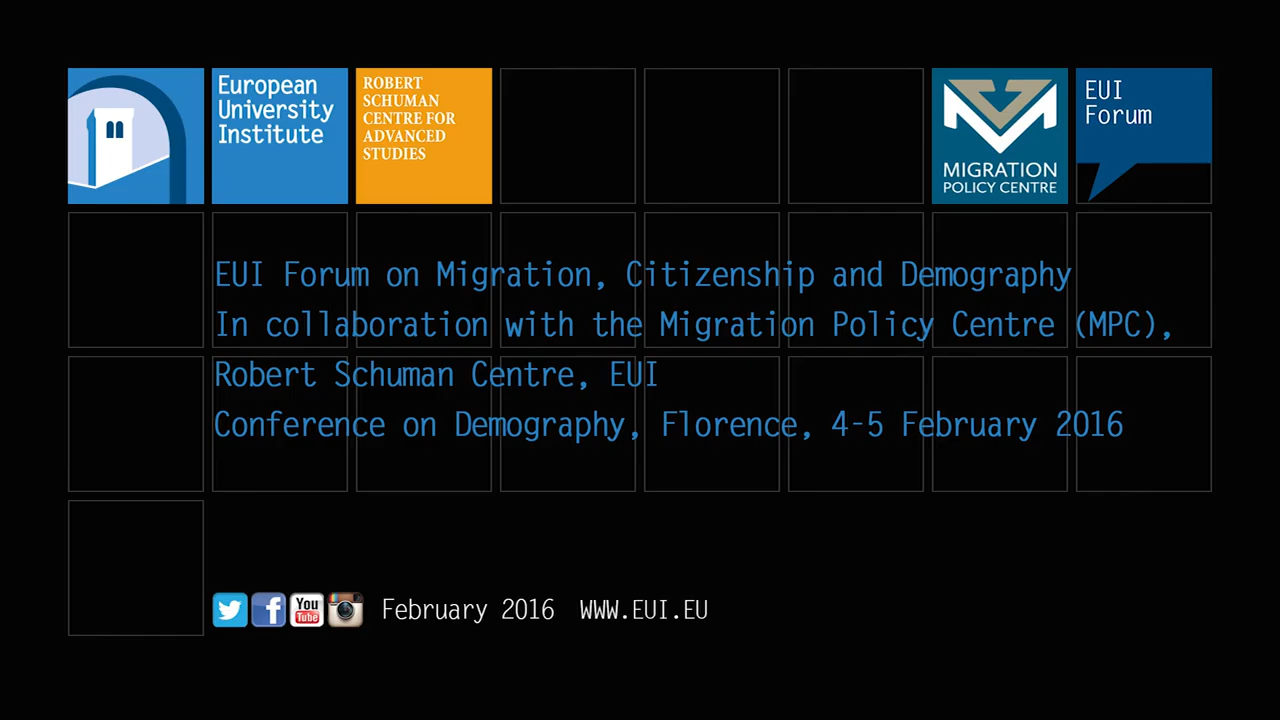 European
University
Institute
ROBERT
SCHUMAN
CENTRE FOR
ADVANCED
STUDIES
MIGRATION
POLICY CENTRE
EUI
Forum
EUI Forum on Migration, Citizenship and Demography
In collaboration with the Migration Policy Centre (MPC),
Robert Schuman Centre, EUI
Conference on Demography, Florence, 4-5 February 2016
You
Tube
February 2016 WWW.EUI.EU